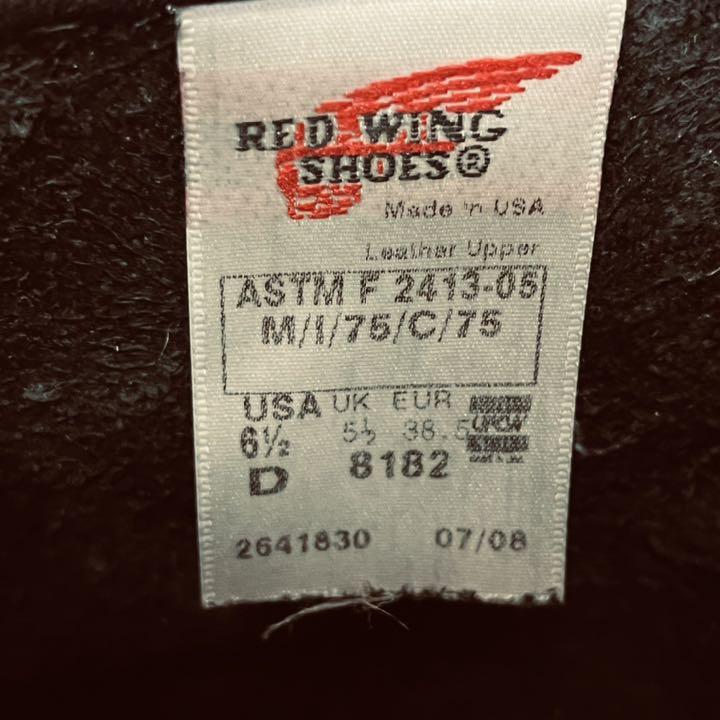 RED WING
SHOES®
Made in USA
Leather Upper
ASTM F 2413-05
M/I/75/C/75
USA UK EUR
6½ 5½ 38.5
D 8182
2641830 07/08